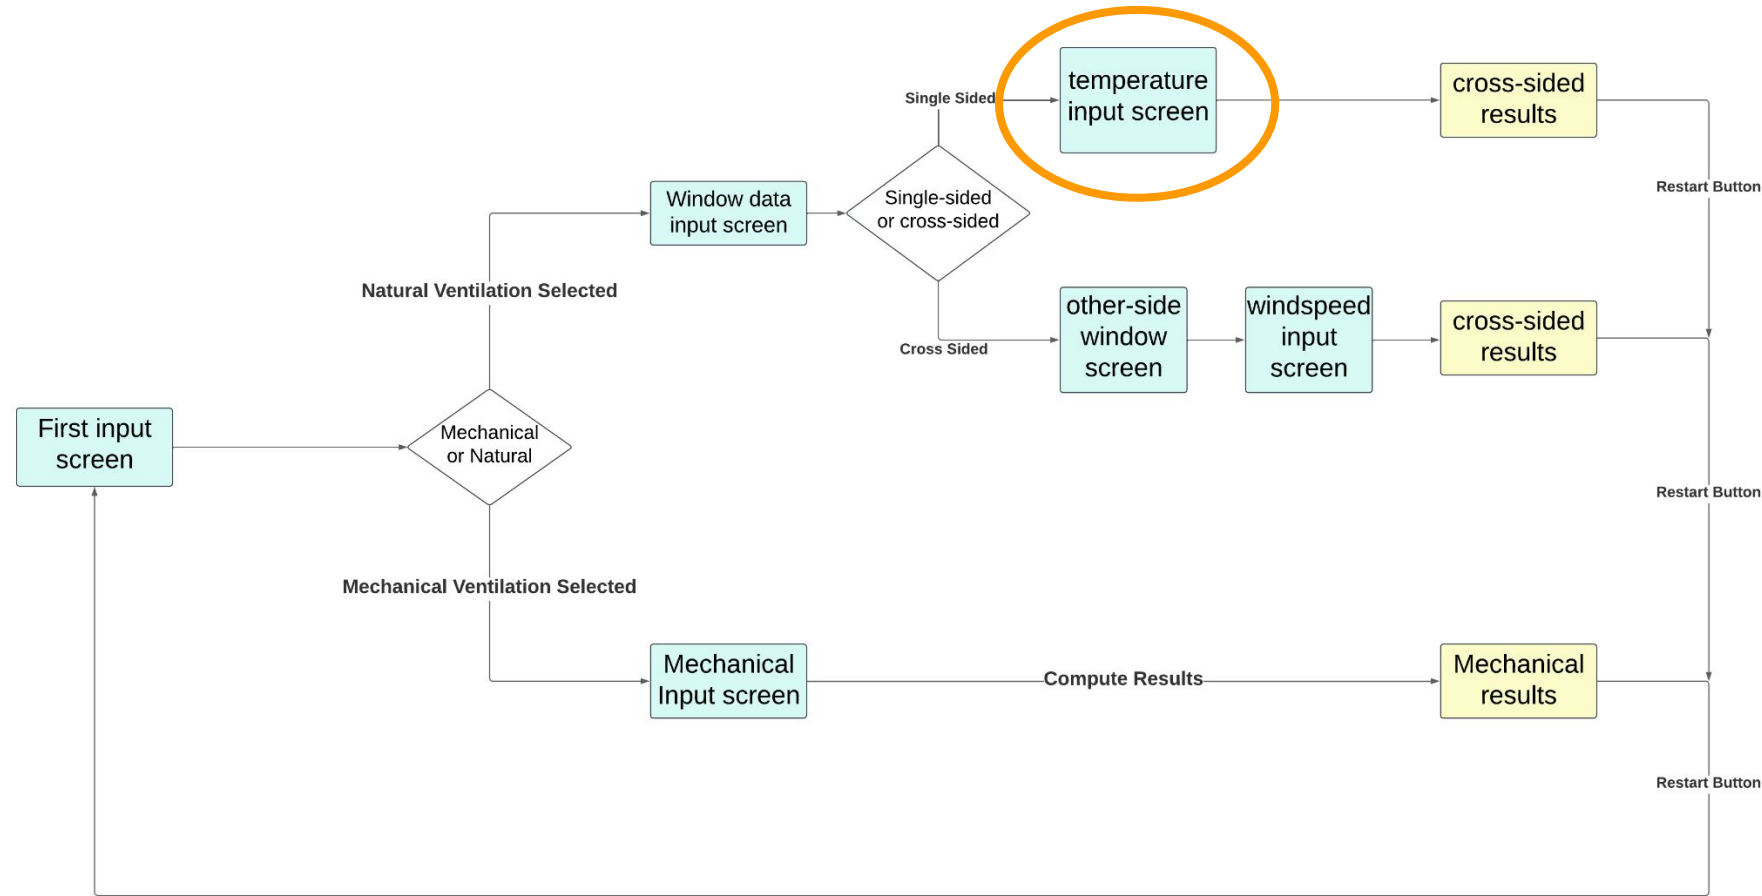 temperature
input screen
Single Sided
cross-sided
results
Restart Button
Window data
input screen
Single-sided
or cross-sided
Natural Ventilation Selected
other-side
window
screen
windspeed
input
screen
cross-sided
results
Cross Sided
First input
screen
Mechanical
or Natural
Restart Button
Mechanical Ventilation Selected
Mechanical
Input screen
Compute Results
Mechanical
results
Restart Button